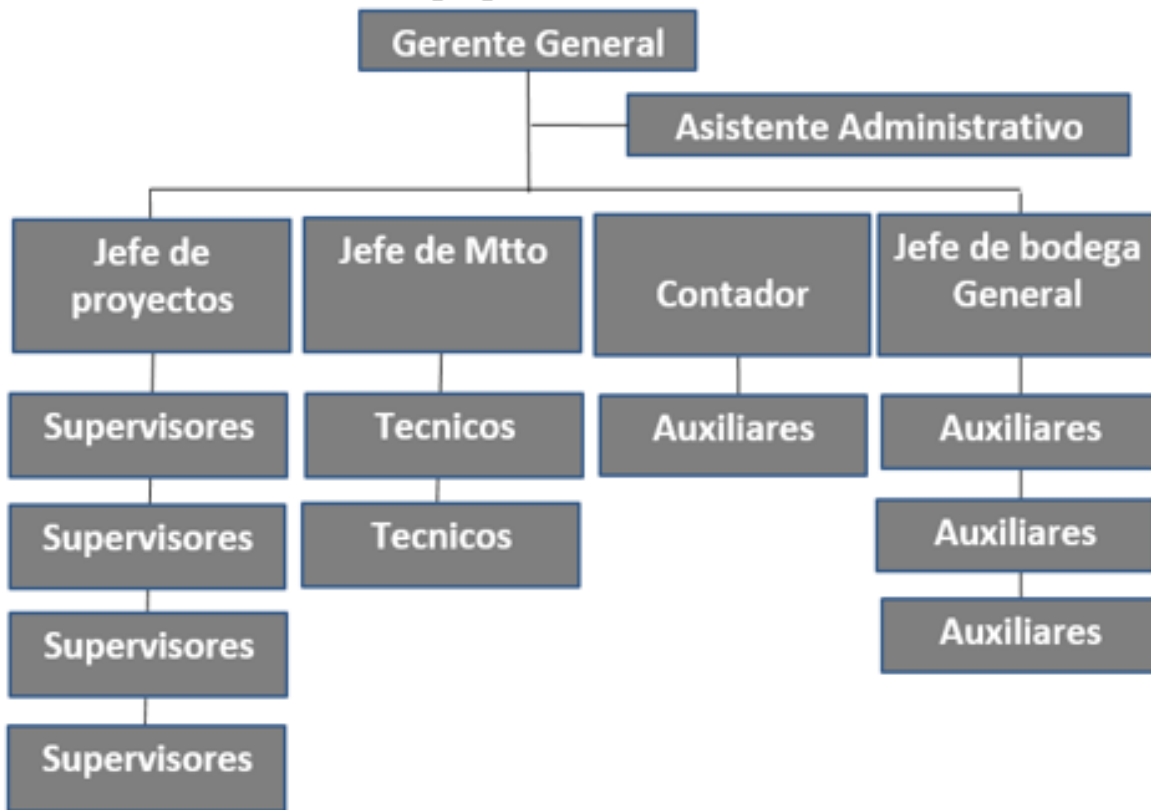 Gerente General
Asistente Administrativo
Jefe de
proyectos
Jefe de Mtto
Contador
Jefe de bodega
General
Supervisores
Tecnicos
Auxiliares
Auxiliares
Supervisores
Tecnicos
Auxiliares
Supervisores
Auxiliares
Supervisores